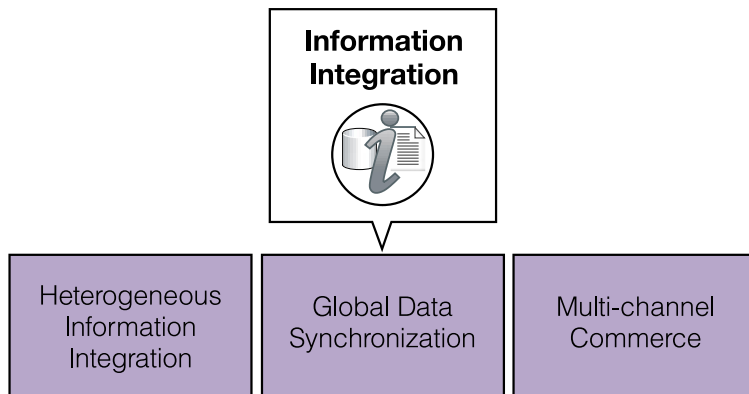 Information
Integration
Heterogeneous
Information
Integration
Global Data
Synchronization
Multi-channel
Commerce